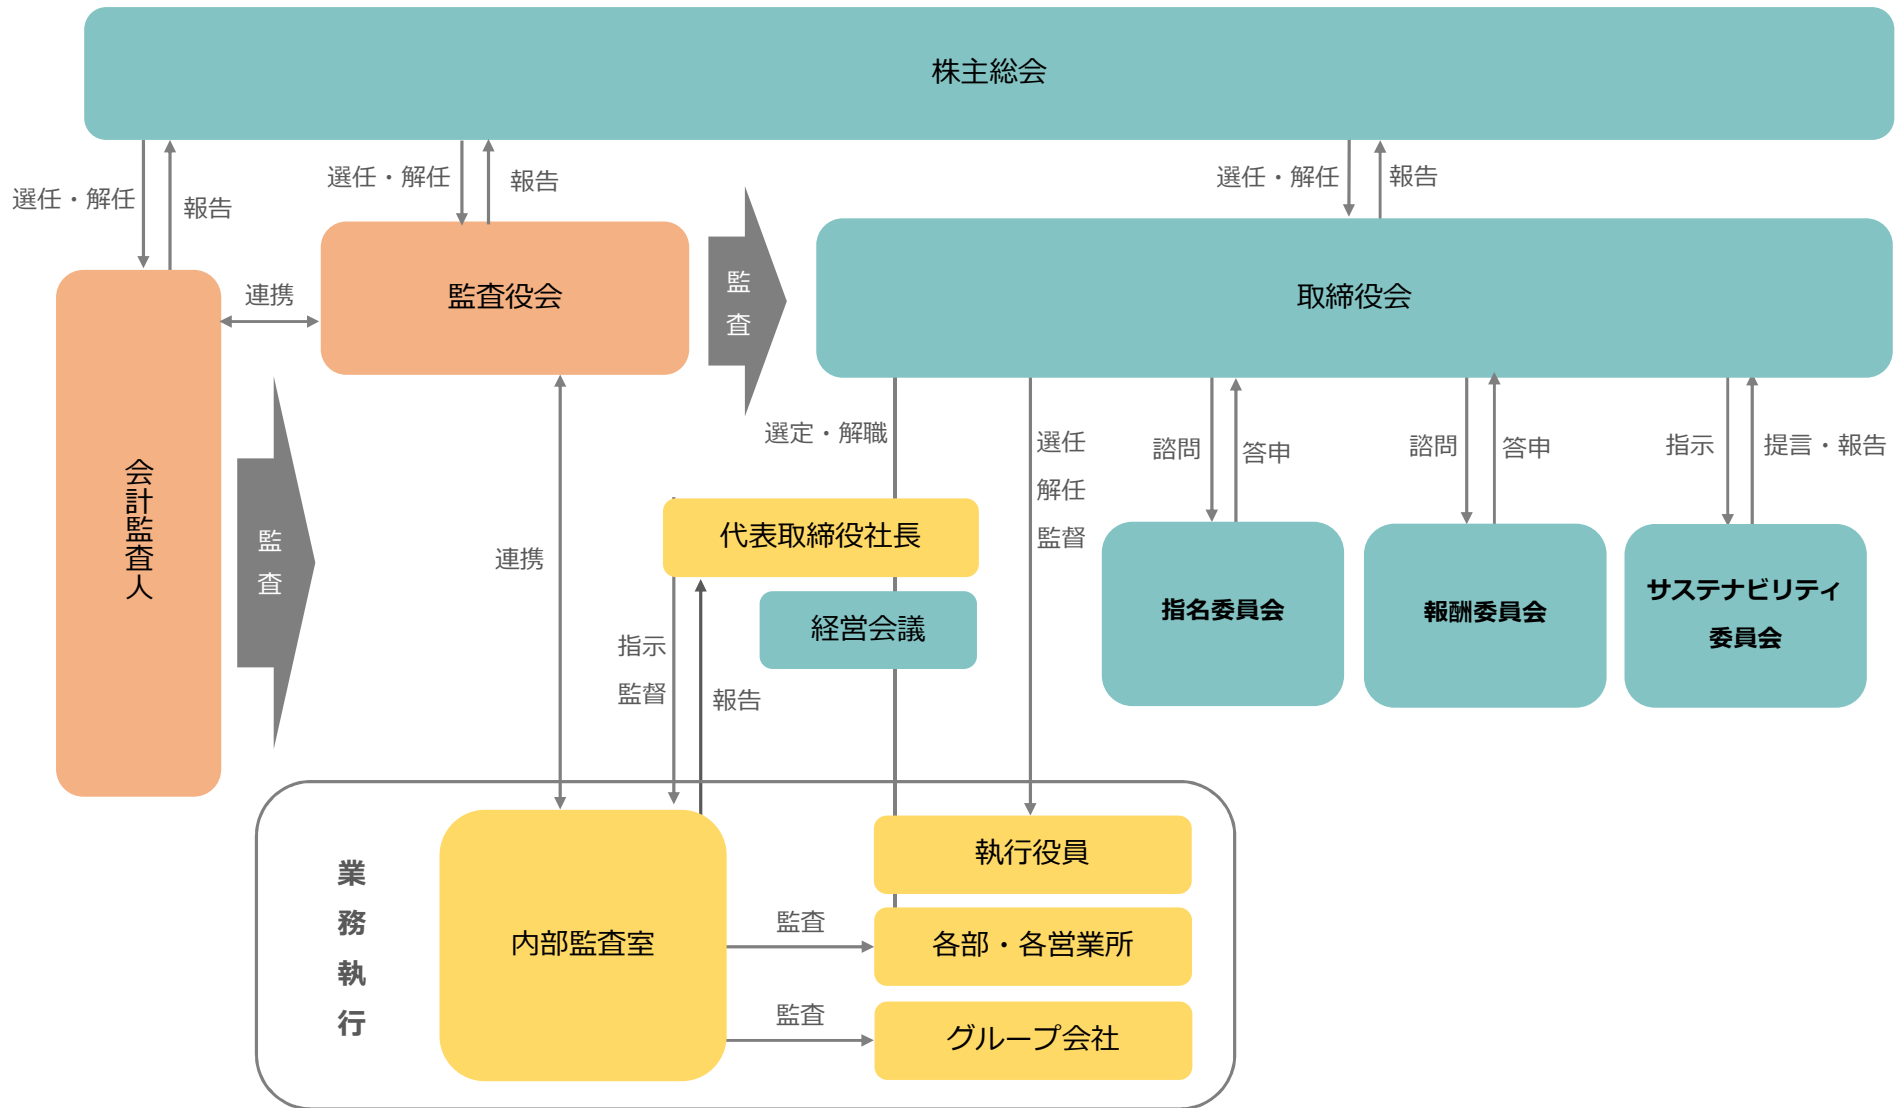 株主総会
選任・解任
報告
選任・解任
報告
選任・解任
報告
監査役会
監査
取締役会
連携
会計監査人
監査
連携
選定・解職
選任
解任
監督
諮問
答申
諮問
答申
指示
提言・報告
代表取締役社長
経営会議
指示
監督
報告
指名委員会
報酬委員会
サステナビリティ
委員会
業務執行
内部監査室
監査
監査
執行役員
各部・各営業所
グループ会社